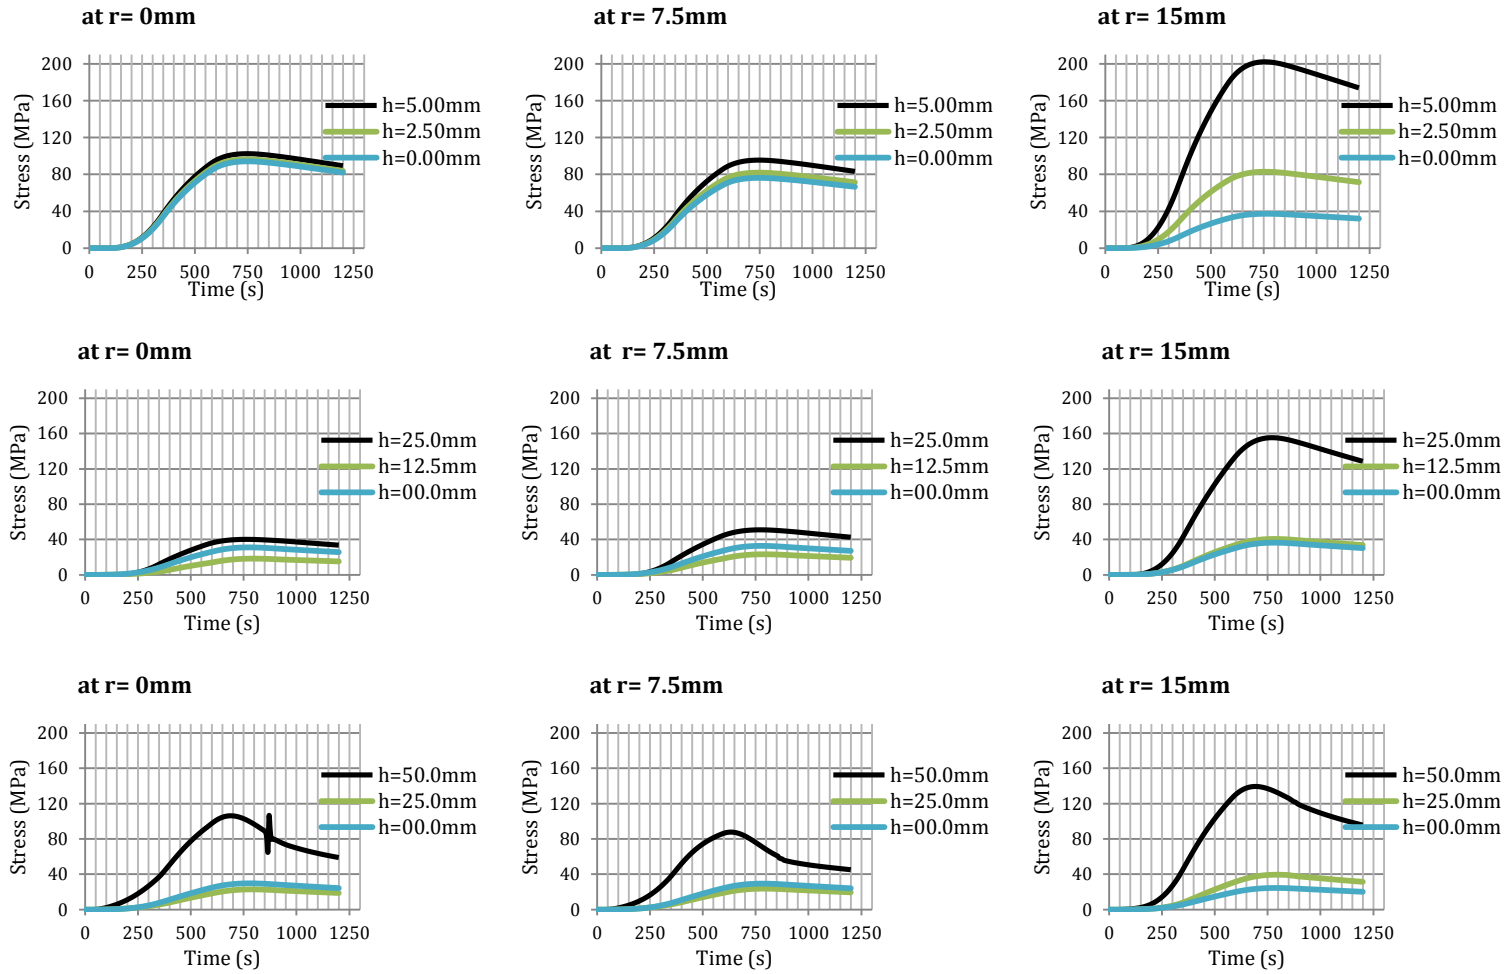 at r= 0mm
200
160
120
80
40
0
Stress (MPa)
0 250 500 750 1000 1250
Time (s)
h=5.00mm
h=2.50mm
h=0.00mm
at r= 7.5mm
200
160
120
80
40
0
Stress (MPa)
0 250 500 750 1000 1250
Time (s)
h=5.00mm
h=2.50mm
h=0.00mm
at r= 15mm
200
160
120
80
40
0
Stress (MPa)
0 250 500 750 1000 1250
Time (s)
h=5.00mm
h=2.50mm
h=0.00mm
at r= 0mm
200
160
120
80
40
0
Stress (MPa)
0 250 500 750 1000 1250
Time (s)
h=25.0mm
h=12.5mm
h=00.0mm
at r= 7.5mm
200
160
120
80
40
0
Stress (MPa)
0 250 500 750 1000 1250
Time (s)
h=25.0mm
h=12.5mm
h=00.0mm
at r= 15mm
200
160
120
80
40
0
Stress (MPa)
0 250 500 750 1000 1250
Time (s)
h=25.0mm
h=12.5mm
h=00.0mm
at r= 0mm
200
160
120
80
40
0
Stress (MPa)
0 250 500 750 1000 1250
Time (s)
h=50.0mm
h=25.0mm
h=00.0mm
at r= 7.5mm
200
160
120
80
40
0
Stress (MPa)
0 250 500 750 1000 1250
Time (s)
h=50.0mm
h=25.0mm
h=00.0mm
at r= 15mm
200
160
120
80
40
0
Stress (MPa)
0 250 500 750 1000 1250
Time (s)
h=50.0mm
h=25.0mm
h=00.0mm